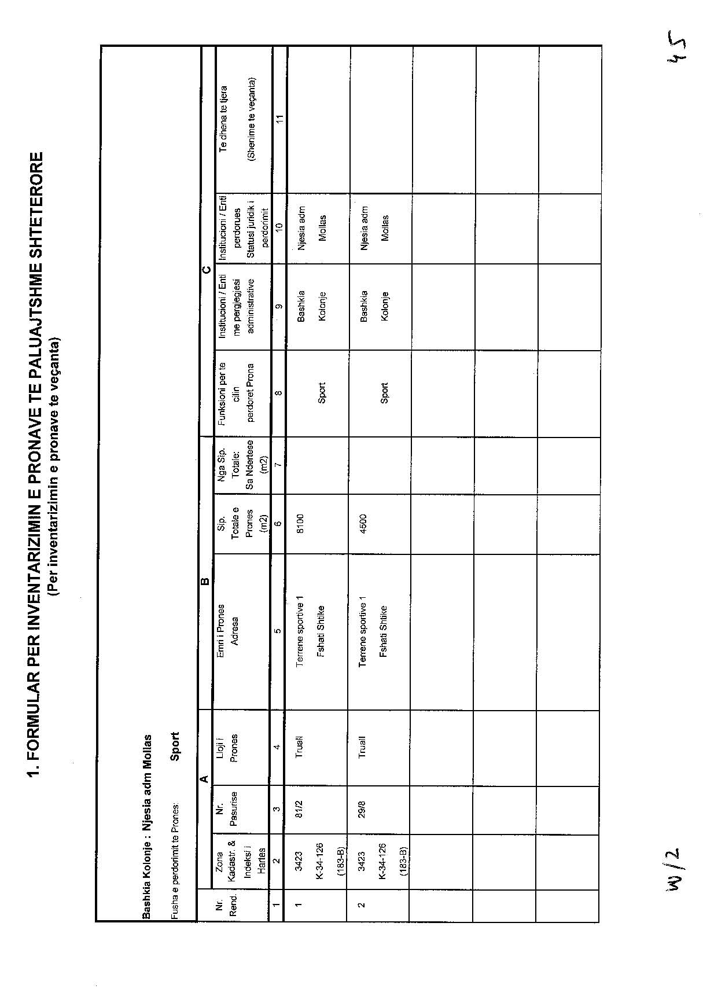 1. FORMULAR PER INVENTARIZIMIN E PRONAVE TE PALUAJTSHME SHTETERORE
(Per inventarizimin e pronave te veçanta)
Bashkia Kolonje : Njesia adm Mollas
Fusha e perdorimit te Prones: Sport
A B C
Nr. Rend.
Zona Kadastr. & Indeksi i Hartes
Nr. Pasurise
Lloji i Prones
Emri i Prones Adresa
Sip. Totale e Prones (m2)
Nga Sip. Totale: Sa Ndertese (m2)
Funksioni per te cilin perdoret Prona
Institucioni / Enti me pergjegjesi administrative
Institucioni / Enti perdorues Statusi juridik i perdorimit
Te dhena te tjera (Shenime te veçanta)
1 2 3 4 5 6 7 8 9 10 11
1 3423 81/2 Truall Terrene sportive 1 8100 Bashkia Njesia adm
K-34-126 Fshati Shtike Sport Kolonje Mollas
(183-B)
2 3423 29/8 Truall Terrene sportive 1 4500 Bashkia Njesia adm
K-34-126 Fshati Shtike Sport Kolonje Mollas
(183-B)
45